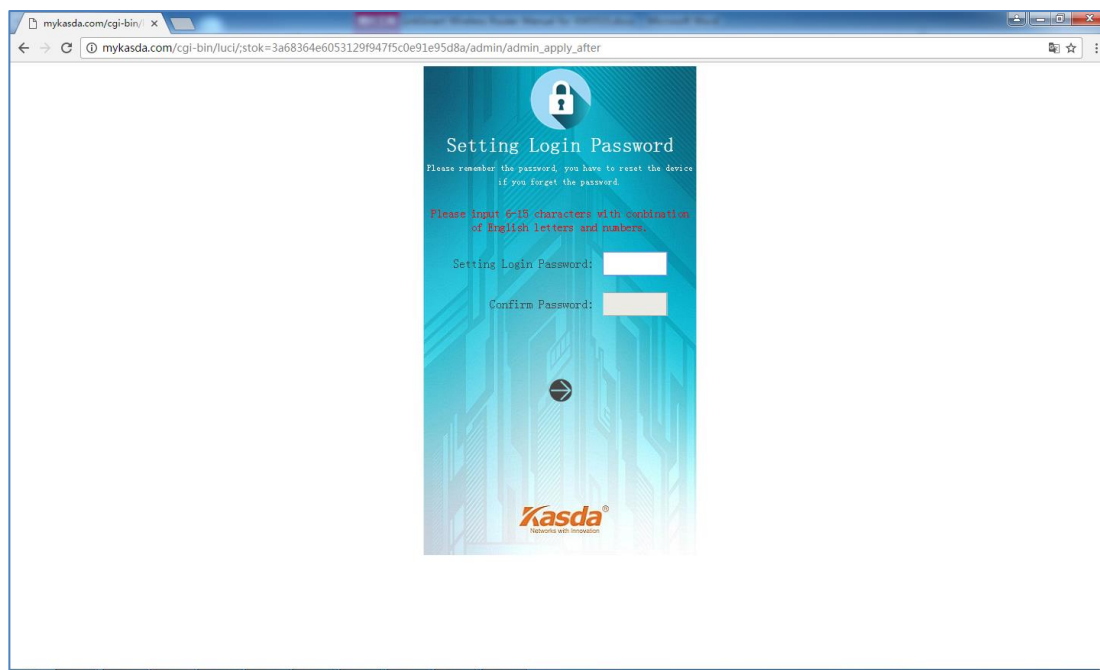 mykasda.com/cgi-bin/l
mykasda.com/cgi-bin/luci/;stok=3a68364e6053129f947f5c0e91e95d8a/admin/admin_apply_after
Setting Login Password
Please remember the password, you have to reset the device
if you forget the password.
Please input 6-15 characters with conbination
of English letters and numbers.
Setting Login Password:
Confirm Password:
Kasda®
Networks with Innovation